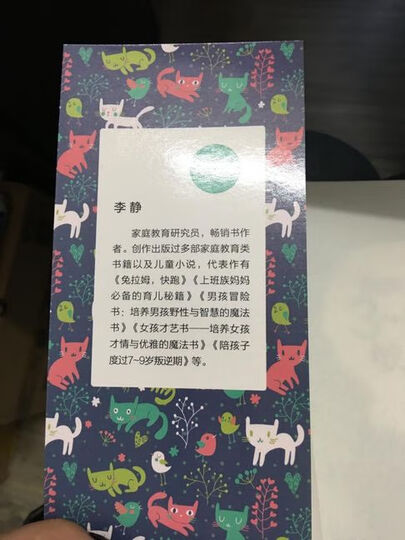 李 静
家庭教育研究员，畅销书作
者。创作出版过多部家庭教育类
书籍以及儿童小说，代表作有
《兔拉姆，快跑》《上班族妈妈
必备的育儿秘籍》《男孩冒险
书：培养男孩野性与智慧的魔法
书》《女孩才艺书——培养女孩
才情与优雅的魔法书》《陪孩子
度过7~9岁叛逆期》等。